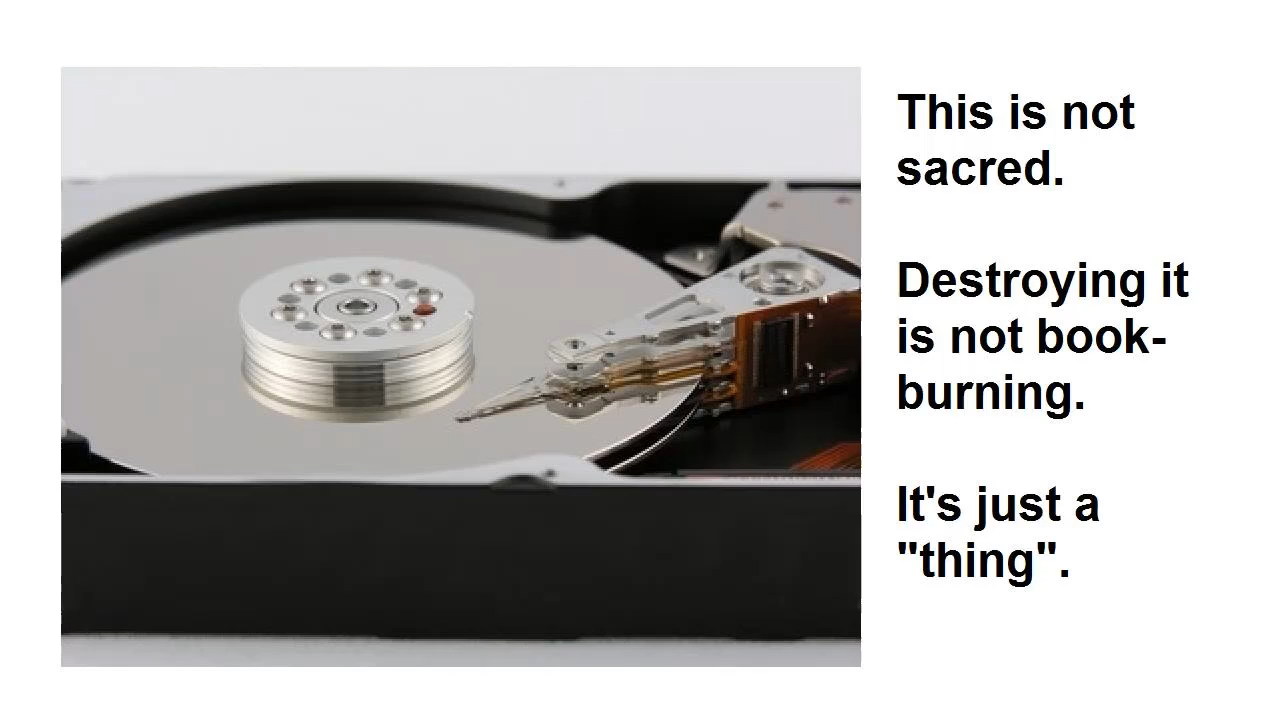 This is not
sacred.
Destroying it
is not book-
burning.
It's just a
"thing".